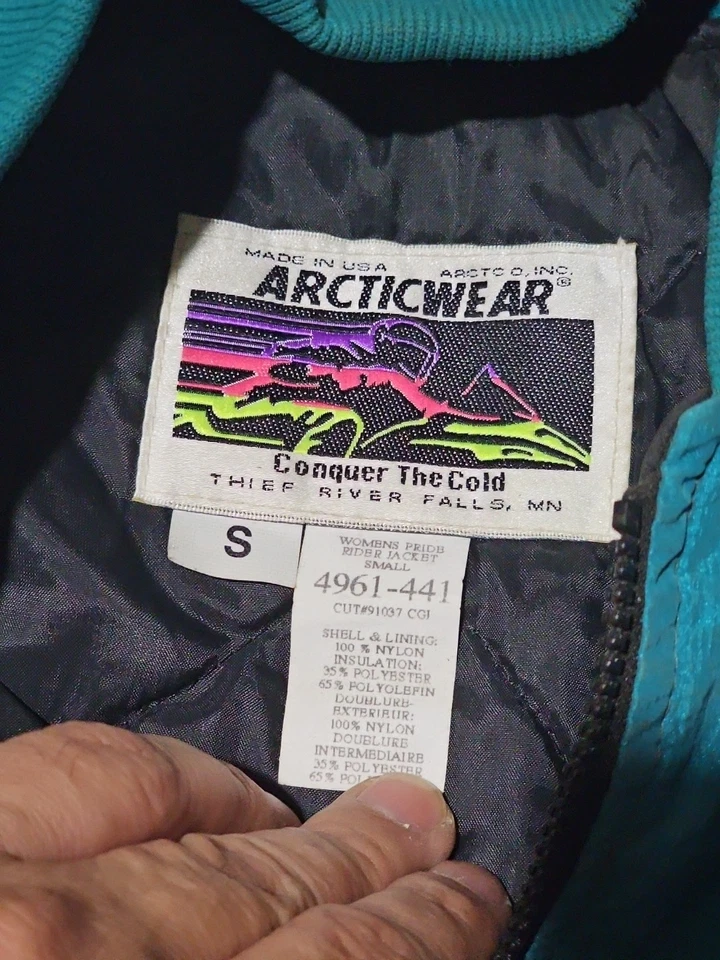 MADE IN USA ARCTCO, INC.
ARCTICWEAR®
Conquer The Cold
THIEF RIVER FALLS, MN
S
WOMENS PRIDE
RIDER JACKET
SMALL
4961-441
CUT#91037 CGI
SHELL & LINING:
100 % NYLON
INSULATION:
35% POLYESTER
65% POLYOLEFIN
DOUBLURE-
EXTERIEUR:
100% NYLON
DOUBLURE
INTERMEDIAIRE
35% POLYESTER
65%